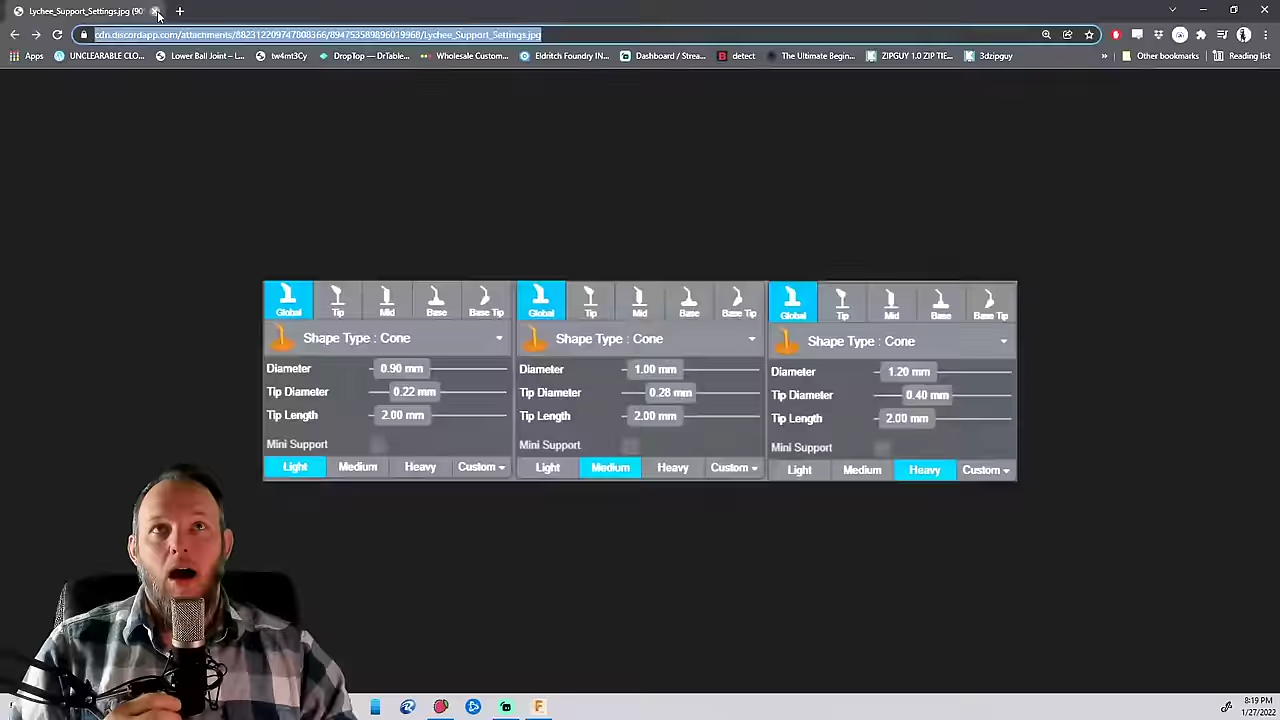 Lychee_Support_Settings.jpg (90
cdn.discordapp.com/attachments/882312209747808366/894753589896019968/Lychee_Support_Settings.jpg
Apps UNCLEARABLE CLO... Lower Ball Joint – L... tw4mt3Cy DropTop — DrTable... Wholesale Custom... Eldritch Foundry IN... Dashboard / Strea... detect The Ultimate Begin... ZIPGUY 1.0 ZIP TIE... 3dzipguy » Other bookmarks Reading list
Global Tip Mid Base Base Tip
Shape Type : Cone
Diameter 0.90 mm
Tip Diameter 0.22 mm
Tip Length 2.00 mm
Mini Support
Light Medium Heavy Custom
Global Tip Mid Base Base Tip
Shape Type : Cone
Diameter 1.00 mm
Tip Diameter 0.28 mm
Tip Length 2.00 mm
Mini Support
Light Medium Heavy Custom
Global Tip Mid Base Base Tip
Shape Type : Cone
Diameter 1.20 mm
Tip Diameter 0.40 mm
Tip Length 2.00 mm
Mini Support
Light Medium Heavy Custom
8:19 PM
1/27/2022